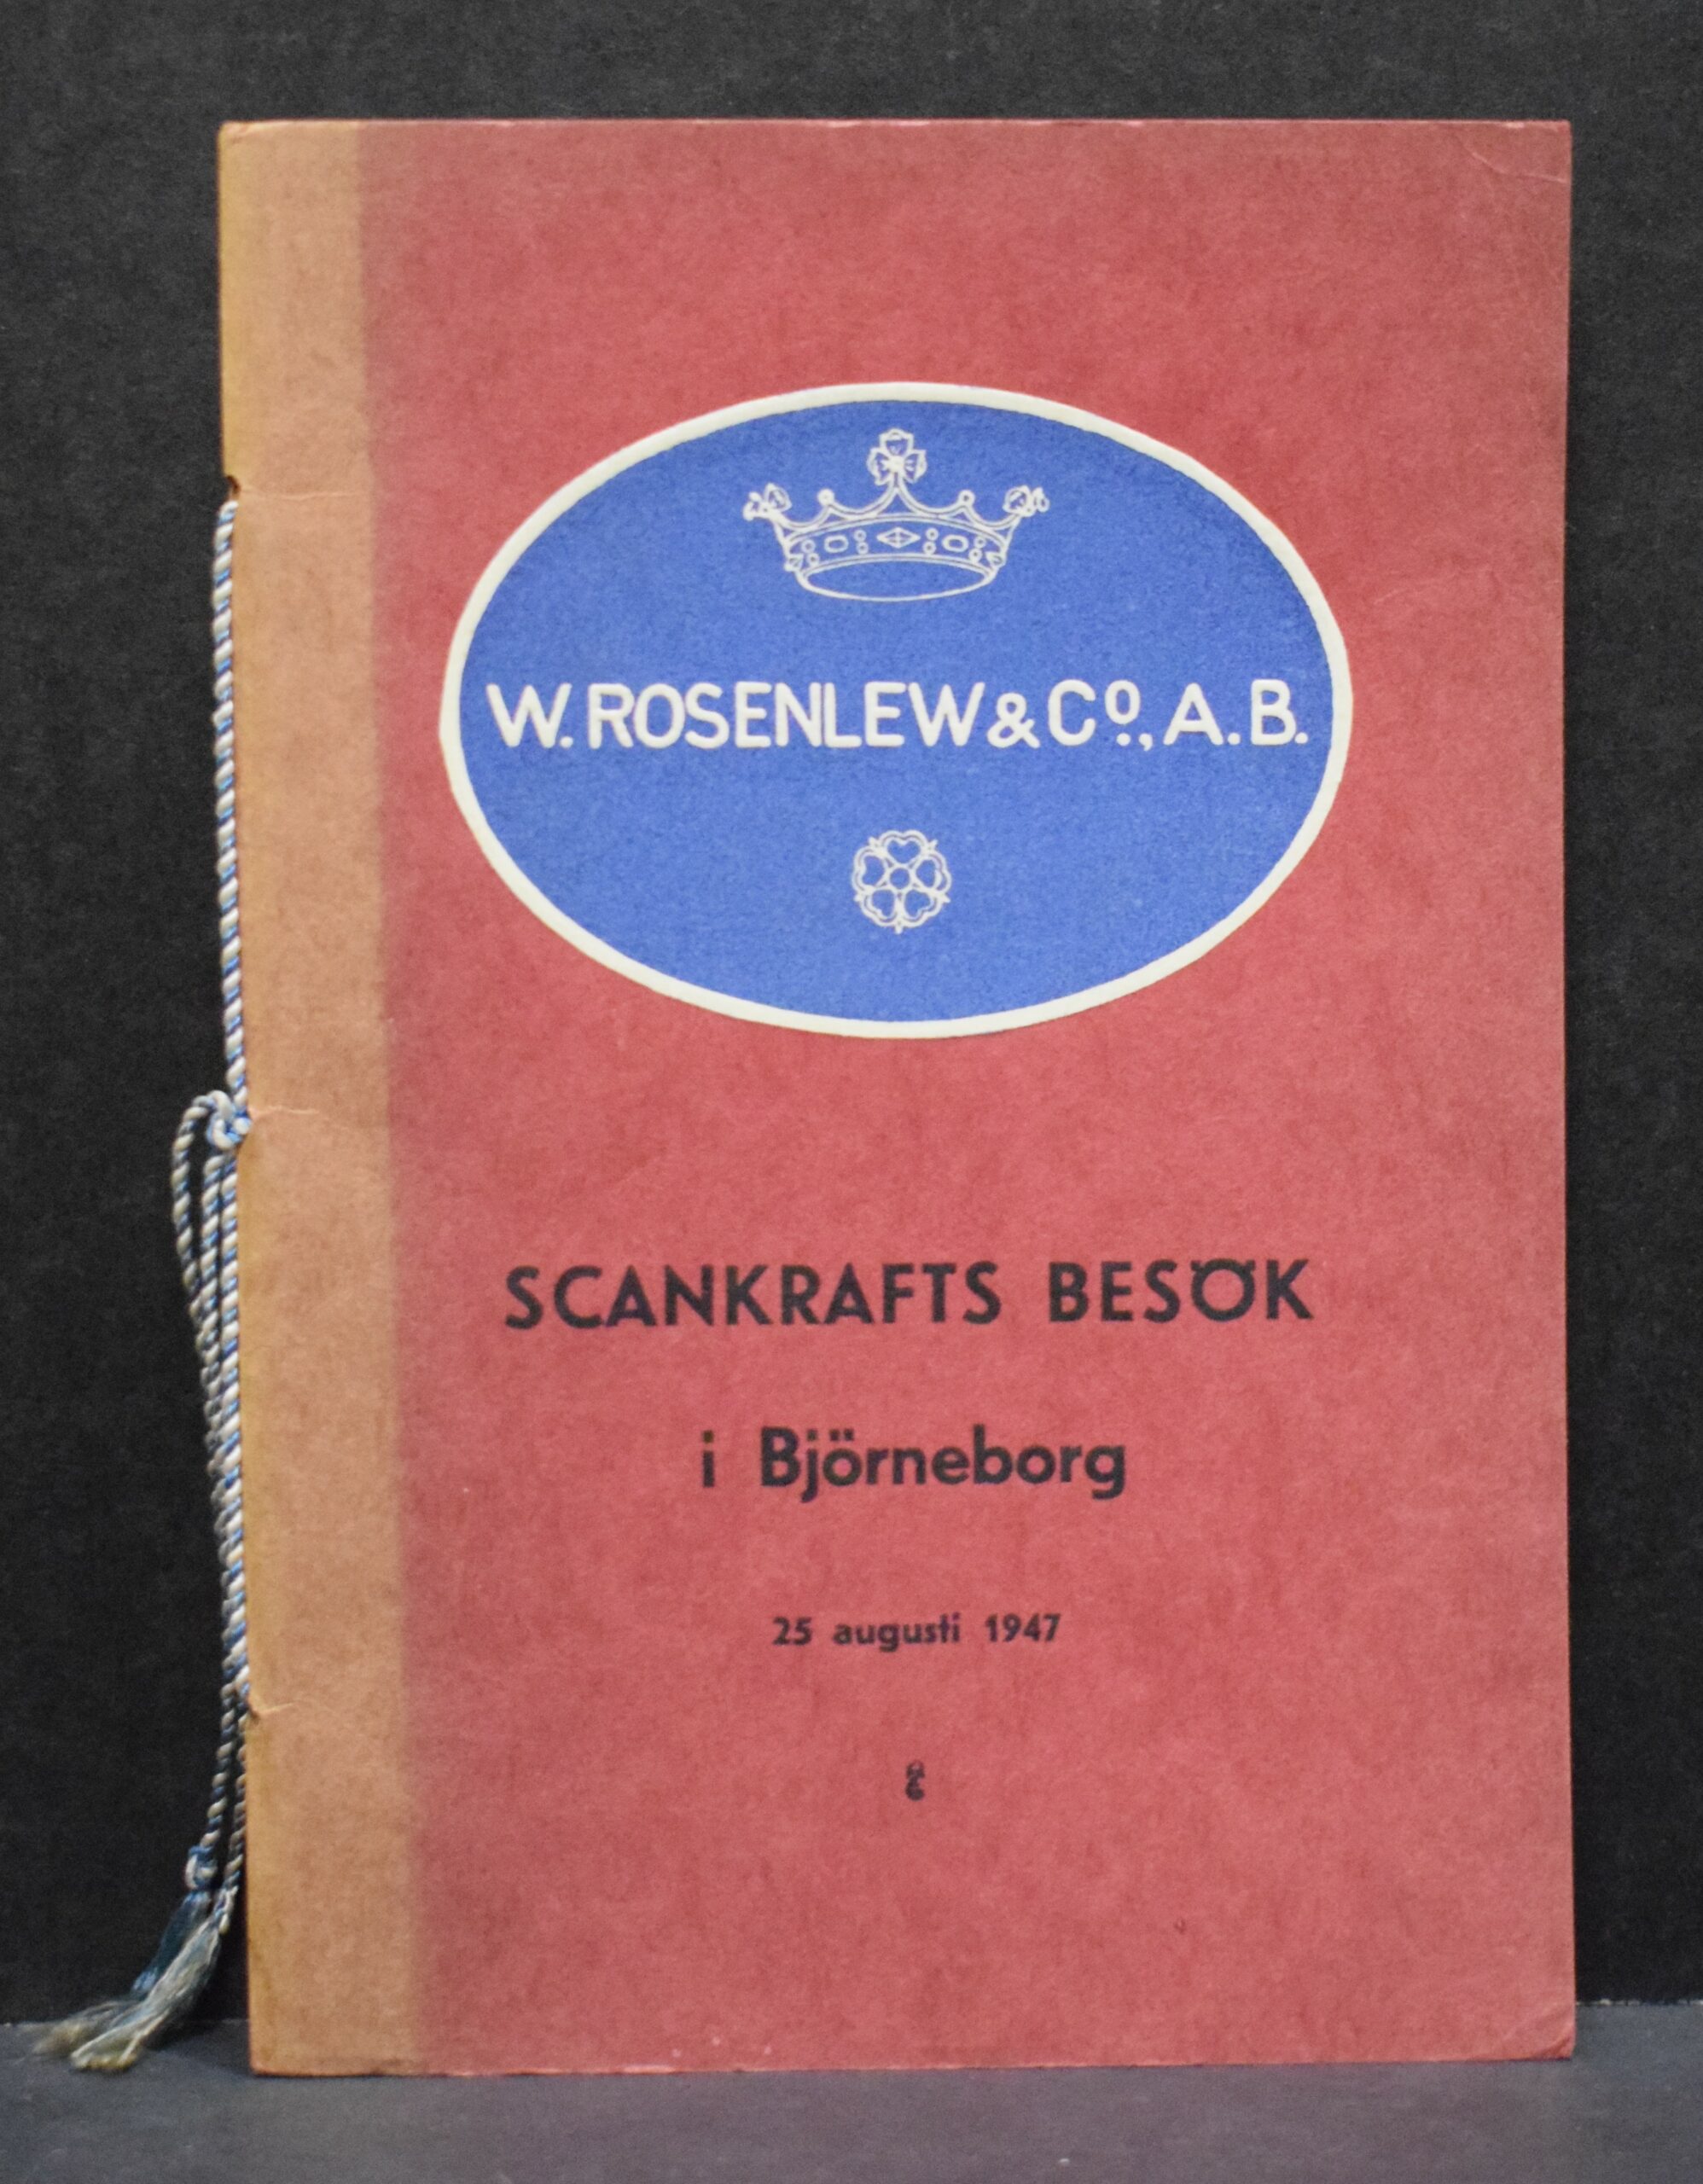 W. ROSENLEW & Cº., A.B.
SCANKRAFTS BESÖK
i Björneborg
25 augusti 1947